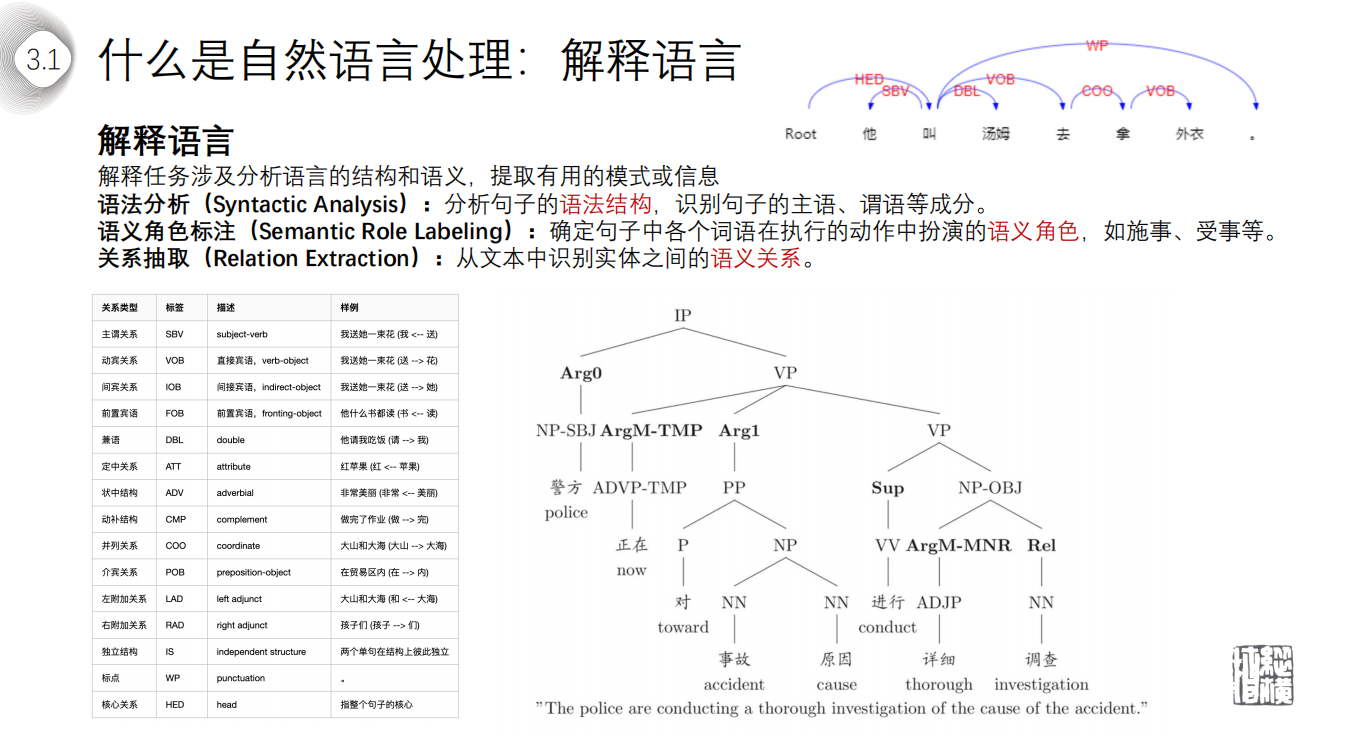 3.1
什么是自然语言处理：解释语言
WP
HED
VOB
SBV
DBL
COO
VOB
Root 他 叫 汤姆 去 拿 外衣 。
解释语言
解释任务涉及分析语言的结构和语义，提取有用的模式或信息
语法分析（Syntactic Analysis）：分析句子的语法结构，识别句子的主语、谓语等成分。
语义角色标注（Semantic Role Labeling）：确定句子中各个词语在执行的动作中扮演的语义角色，如施事、受事等。
关系抽取（Relation Extraction）：从文本中识别实体之间的语义关系。
关系类型 标签 描述 样例
主谓关系 SBV subject-verb 我送她一束花 (我 <-- 送)
动宾关系 VOB 直接宾语，verb-object 我送她一束花 (送 --> 花)
间宾关系 IOB 间接宾语，indirect-object 我送她一束花 (送 --> 她)
前置宾语 FOB 前置宾语，fronting-object 他什么书都读 (书 <-- 读)
兼语 DBL double 他请我吃饭 (请 --> 我)
定中关系 ATT attribute 红苹果 (红 <-- 苹果)
状中结构 ADV adverbial 非常美丽 (非常 <-- 美丽)
动补结构 CMP complement 做完了作业 (做 --> 完)
并列关系 COO coordinate 大山和大海 (大山 --> 大海)
介宾关系 POB preposition-object 在贸易区内 (在 --> 内)
左附加关系 LAD left adjunct 大山和大海 (和 <-- 大海)
右附加关系 RAD right adjunct 孩子们 (孩子 --> 们)
独立结构 IS independent structure 两个单句在结构上彼此独立
标点 WP punctuation 。
核心关系 HED head 指整个句子的核心
IP
Arg0 VP
NP-SBJ ArgM-TMP Arg1 VP
警方 ADVP-TMP PP Sup NP-OBJ
police
正在 P NP VV ArgM-MNR Rel
now
对 NN NN 进行 ADJP NN
toward conduct
事故 原因 详细 调查
accident cause thorough investigation
"The police are conducting a thorough investigation of the cause of the accident."